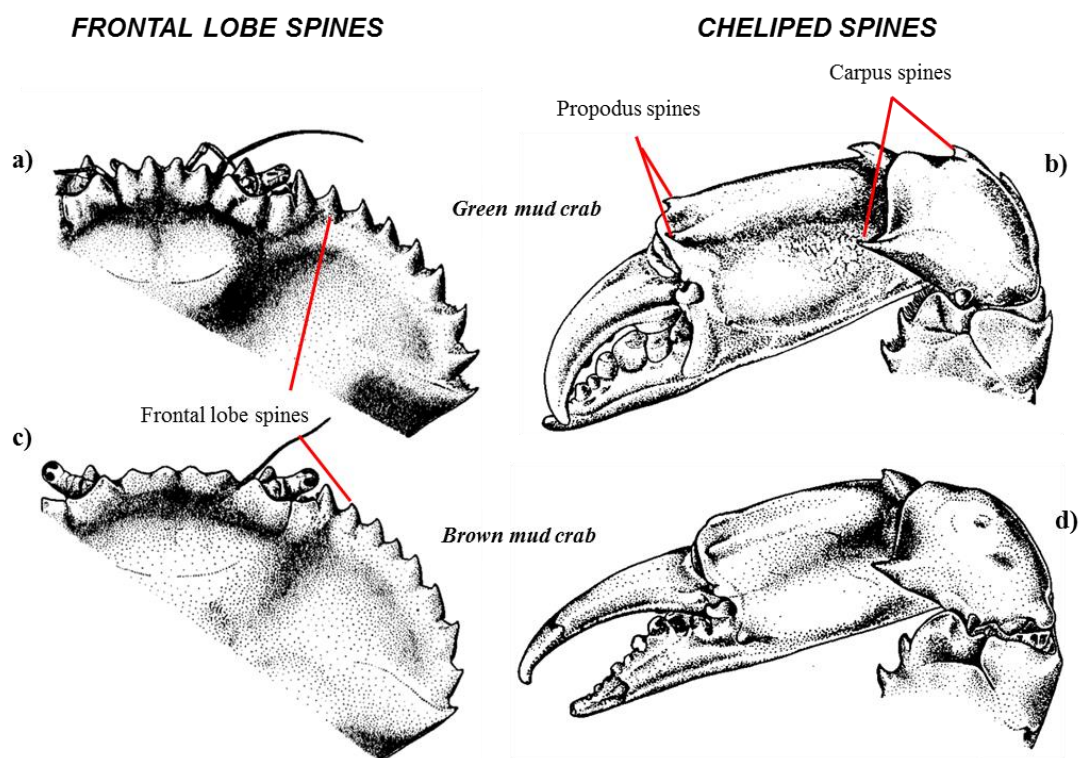 FRONTAL LOBE SPINES
CHELIPED SPINES
Carpus spines
Propodus spines
a)
b)
Green mud crab
Frontal lobe spines
c)
d)
Brown mud crab